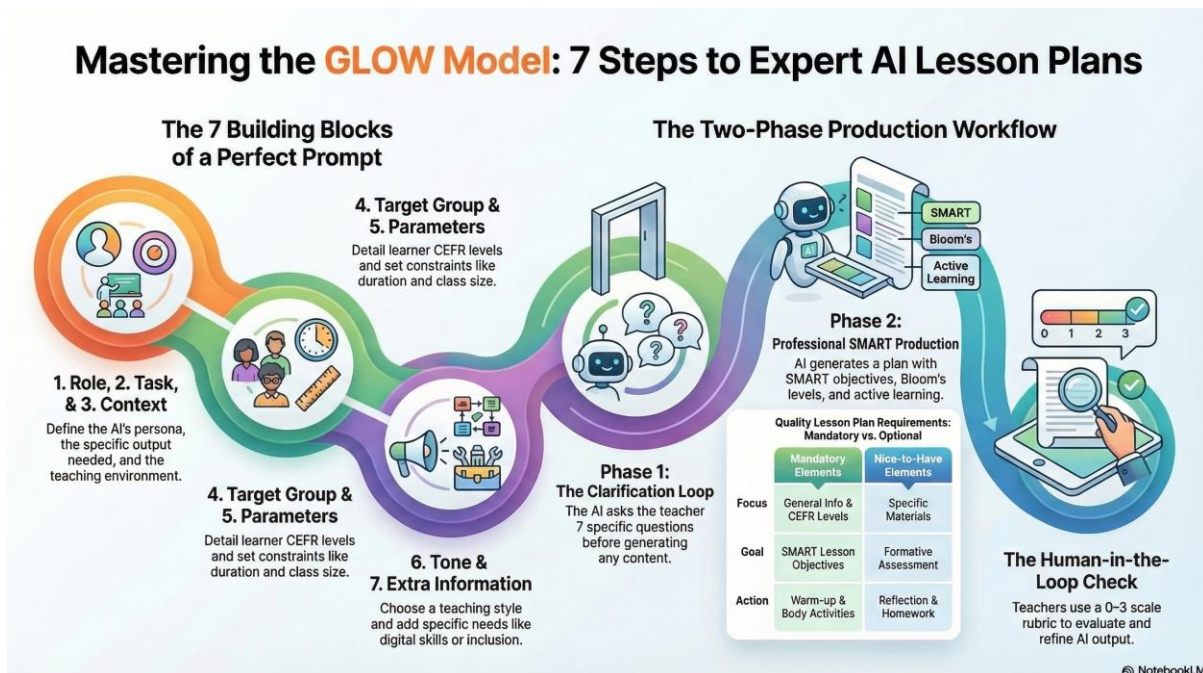 Mastering the GLOW Model: 7 Steps to Expert AI Lesson Plans
The 7 Building Blocks
of a Perfect Prompt
1. Role, 2. Task,
& 3. Context
Define the AI's persona,
the specific output
needed, and the
teaching environment.
4. Target Group &
5. Parameters
Detail learner CEFR levels
and set constraints like
duration and class size.
4. Target Group &
5. Parameters
Detail learner CEFR levels
and set constraints like
duration and class size.
6. Tone &
7. Extra Information
Choose a teaching style
and add specific needs like
digital skills or inclusion.
The Two-Phase Production Workflow
? ? ?
Phase 1:
The Clarification Loop
The AI asks the teacher
7 specific questions
before generating
any content.
AI
SMART
Bloom's
Active
Learning
Phase 2:
Professional SMART Production
AI generates a plan with
SMART objectives, Bloom's
levels, and active learning.
Quality Lesson Plan Requirements:
Mandatory vs. Optional
Mandatory
Elements
Nice-to-Have
Elements
Focus
General Info &
CEFR Levels
Specific
Materials
Goal
SMART Lesson
Objectives
Formative
Assessment
Action
Warm-up &
Body Activities
Reflection &
Homework
0 1 2 3
The Human-in-the-
Loop Check
Teachers use a 0–3 scale
rubric to evaluate and
refine AI output.
NotebookLM